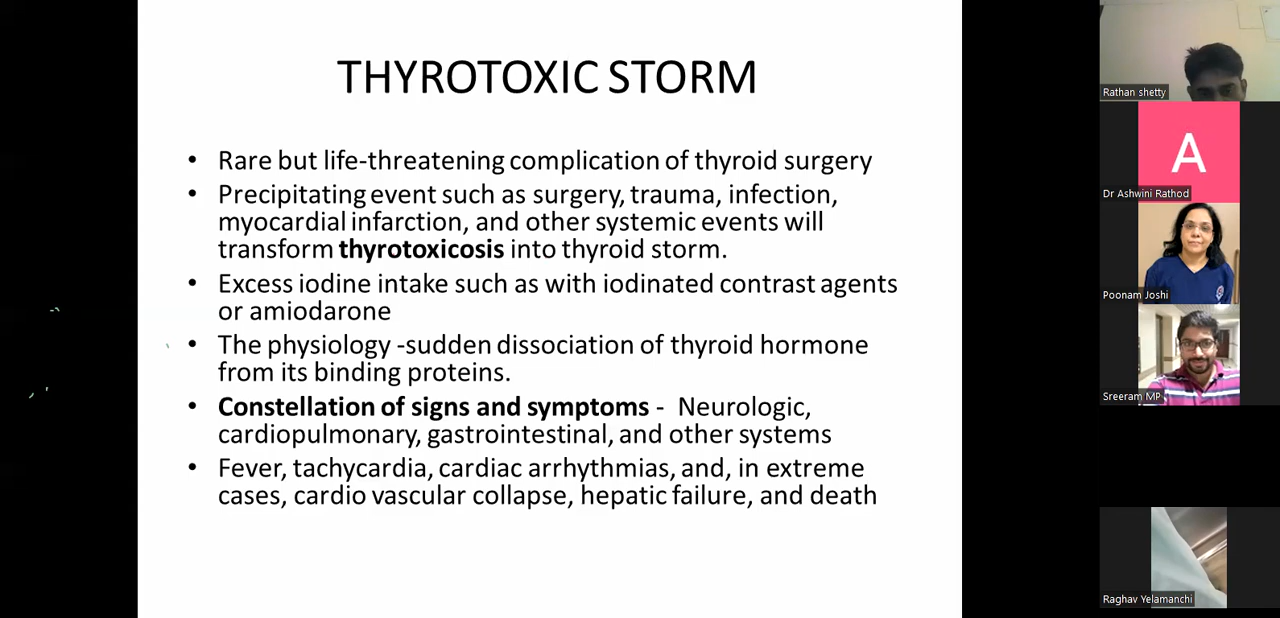 THYROTOXIC STORM
• Rare but life-threatening complication of thyroid surgery
• Precipitating event such as surgery, trauma, infection,
myocardial infarction, and other systemic events will
transform thyrotoxicosis into thyroid storm.
• Excess iodine intake such as with iodinated contrast agents
or amiodarone
• The physiology -sudden dissociation of thyroid hormone
from its binding proteins.
• Constellation of signs and symptoms - Neurologic,
cardiopulmonary, gastrointestinal, and other systems
• Fever, tachycardia, cardiac arrhythmias, and, in extreme
cases, cardio vascular collapse, hepatic failure, and death
Rathan shetty
A
Dr Ashwini Rathod
Poonam Joshi
Sreeram MP
Raghav Yelamanchi